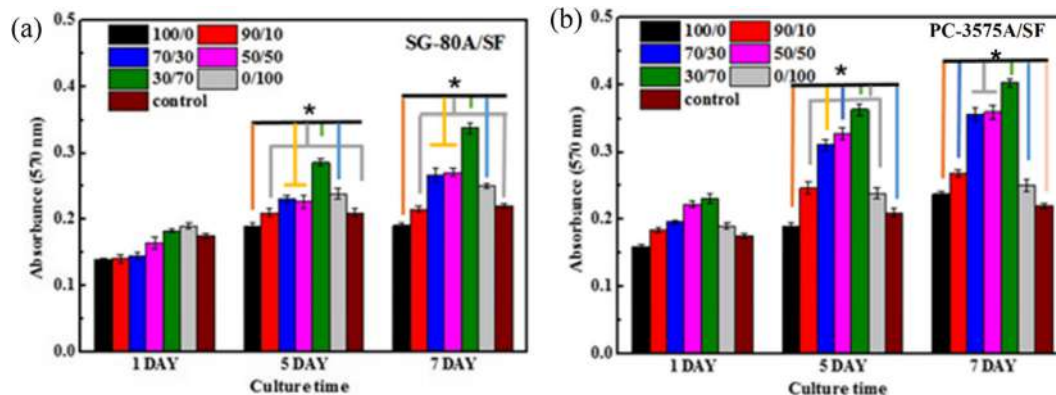 (a)
0.5
0.4
0.3
0.2
0.1
0.0
Absorbance (570 nm)
100/0 90/10
70/30 50/50
30/70 0/100
control
SG-80A/SF
*
*
1 DAY 5 DAY 7 DAY
Culture time
(b)
0.5
0.4
0.3
0.2
0.1
0.0
Absorbance (570 nm)
100/0 90/10
70/30 50/50
30/70 0/100
control
PC-3575A/SF
*
*
1 DAY 5 DAY 7 DAY
Culture time